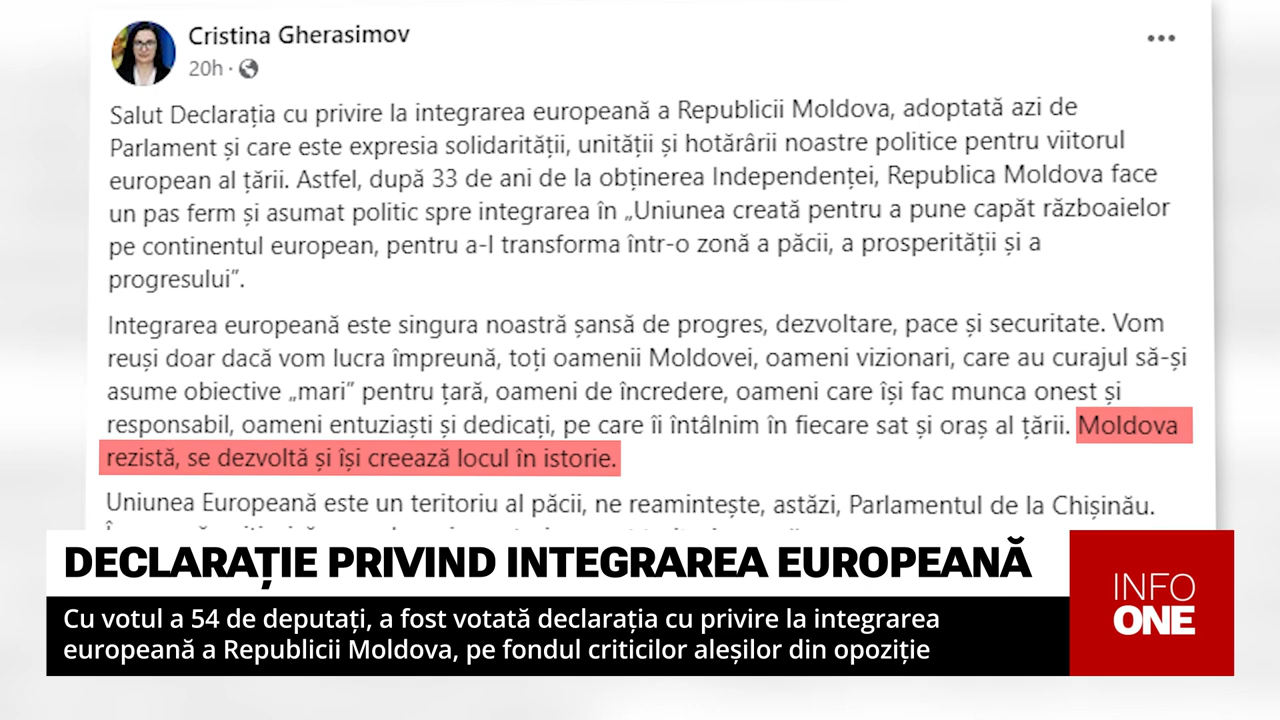 Cristina Gherasimov
20h ·
Salut Declarația cu privire la integrarea europeană a Republicii Moldova, adoptată azi de
Parlament și care este expresia solidarității, unității și hotărârii noastre politice pentru viitorul
european al țării. Astfel, după 33 de ani de la obținerea Independenței, Republica Moldova face
un pas ferm și asumat politic spre integrarea în „Uniunea creată pentru a pune capăt războaielor
pe continentul european, pentru a-l transforma într-o zonă a păcii, a prosperității și a
progresului”.
Integrarea europeană este singura noastră șansă de progres, dezvoltare, pace și securitate. Vom
reuși doar dacă vom lucra împreună, toți oamenii Moldovei, oameni vizionari, care au curajul să-și
asume obiective „mari” pentru țară, oameni de încredere, oameni care își fac munca onest și
responsabil, oameni entuziaști și dedicați, pe care îi întâlnim în fiecare sat și oraș al țării. Moldova
rezistă, se dezvoltă și își creează locul în istorie.
Uniunea Europeană este un teritoriu al păcii, ne reamintește, astăzi, Parlamentul de la Chișinău.
DECLARAȚIE PRIVIND INTEGRAREA EUROPEANĂ
Cu votul a 54 de deputați, a fost votată declarația cu privire la integrarea
europeană a Republicii Moldova, pe fondul criticilor aleșilor din opoziție
INFO
ONE